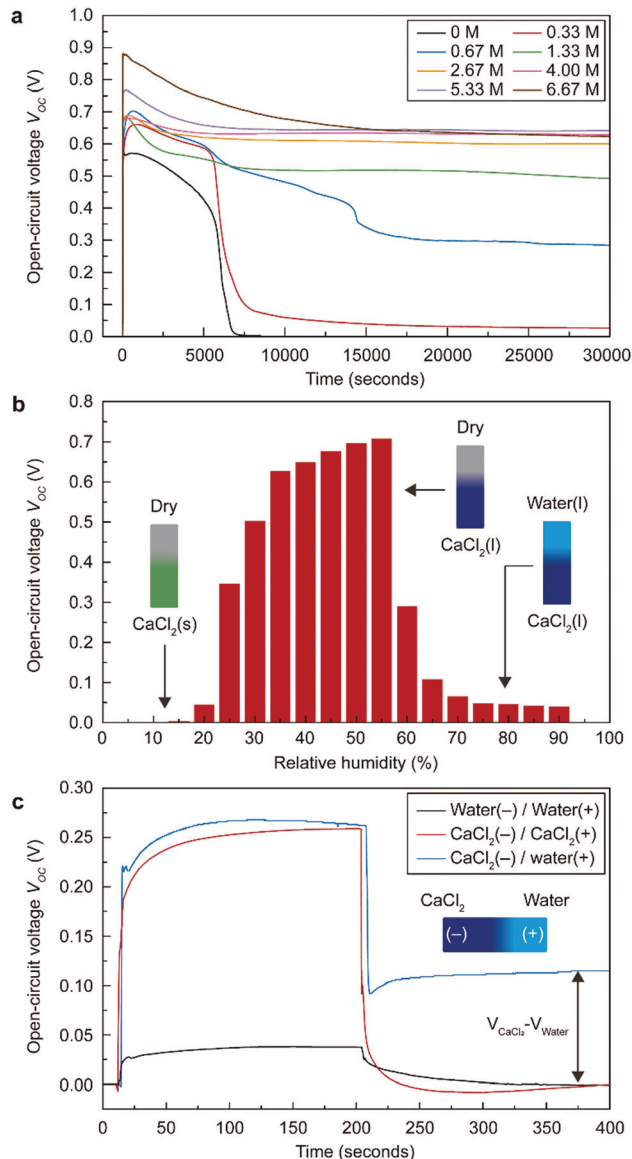 a
Open-circuit voltage VOC (V)
1.0
0.9
0.8
0.7
0.6
0.5
0.4
0.3
0.2
0.1
0.0
0 M 0.33 M
0.67 M 1.33 M
2.67 M 4.00 M
5.33 M 6.67 M
0 5000 10000 15000 20000 25000 30000
Time (seconds)
b
Open-circuit voltage VOC (V)
0.8
0.7
0.6
0.5
0.4
0.3
0.2
0.1
0.0
Dry
CaCl2(s)
Dry
CaCl2(l)
Water(l)
CaCl2(l)
0 10 20 30 40 50 60 70 80 90 100
Relative humidity (%)
c
Open-circuit voltage VOC (V)
0.30
0.25
0.20
0.15
0.10
0.05
0.00
Water(–) / Water(+)
CaCl2(–) / CaCl2(+)
CaCl2(–) / water(+)
CaCl2 Water
(–) (+)
VCaCl2-VWater
0 50 100 150 200 250 300 350 400
Time (seconds)